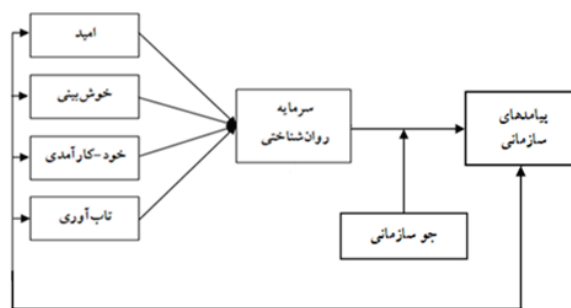 امید
خوش‌بینی
خود-کارآمدی
تاب‌آوری
سرمایه
روان‌شناختی
جو سازمانی
پیامدهای
سازمانی